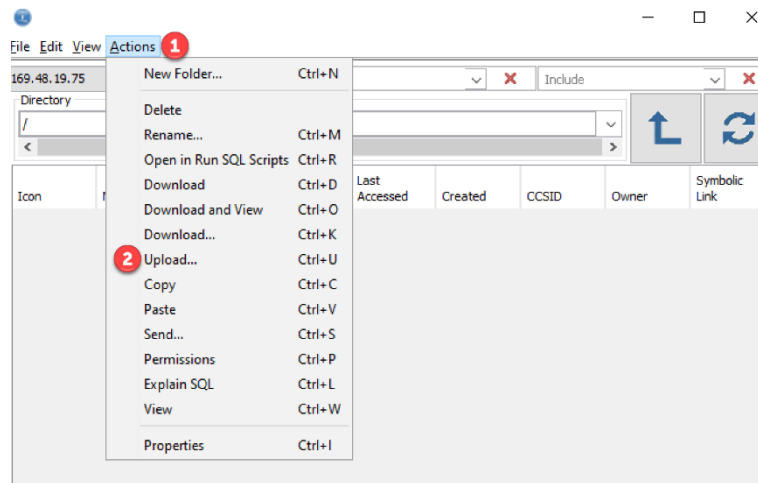 File Edit View Actions 1
169.48.19.75 Include
Directory
/
Icon Last Accessed Created CCSID Owner Symbolic Link
New Folder... Ctrl+N
Delete
Rename... Ctrl+M
Open in Run SQL Scripts Ctrl+R
Download Ctrl+D
Download and View Ctrl+O
Download... Ctrl+K
2 Upload... Ctrl+U
Copy Ctrl+C
Paste Ctrl+V
Send... Ctrl+S
Permissions Ctrl+P
Explain SQL Ctrl+L
View Ctrl+W
Properties Ctrl+I